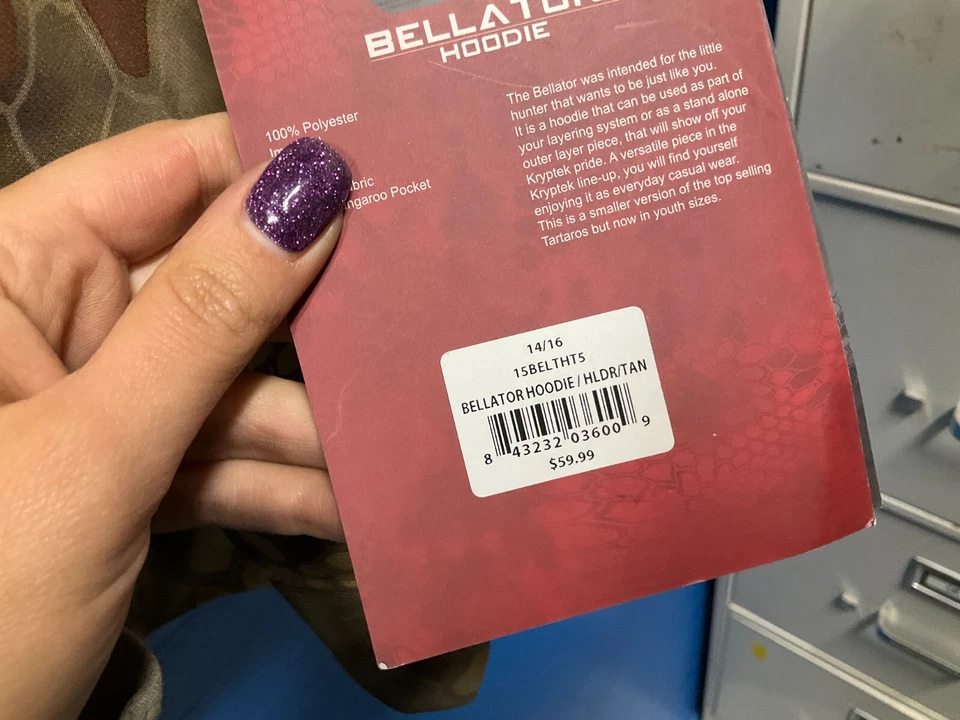 BELLATOR
HOODIE
100% Polyester
The Bellator was intended for the little
hunter that wants to be just like you.
It is a hoodie that can be used as part of
your layering system or as a stand alone
outer layer piece, that will show off your
Kryptek pride. A versatile piece in the
Kryptek line-up, you will find yourself
enjoying it as everyday casual wear.
This is a smaller version of the top selling
Tartaros but now in youth sizes.
Pocket
14/16
15BELTHT5
BELLATOR HOODIE / HLDR/TAN
8 43232 03600 9
$59.99